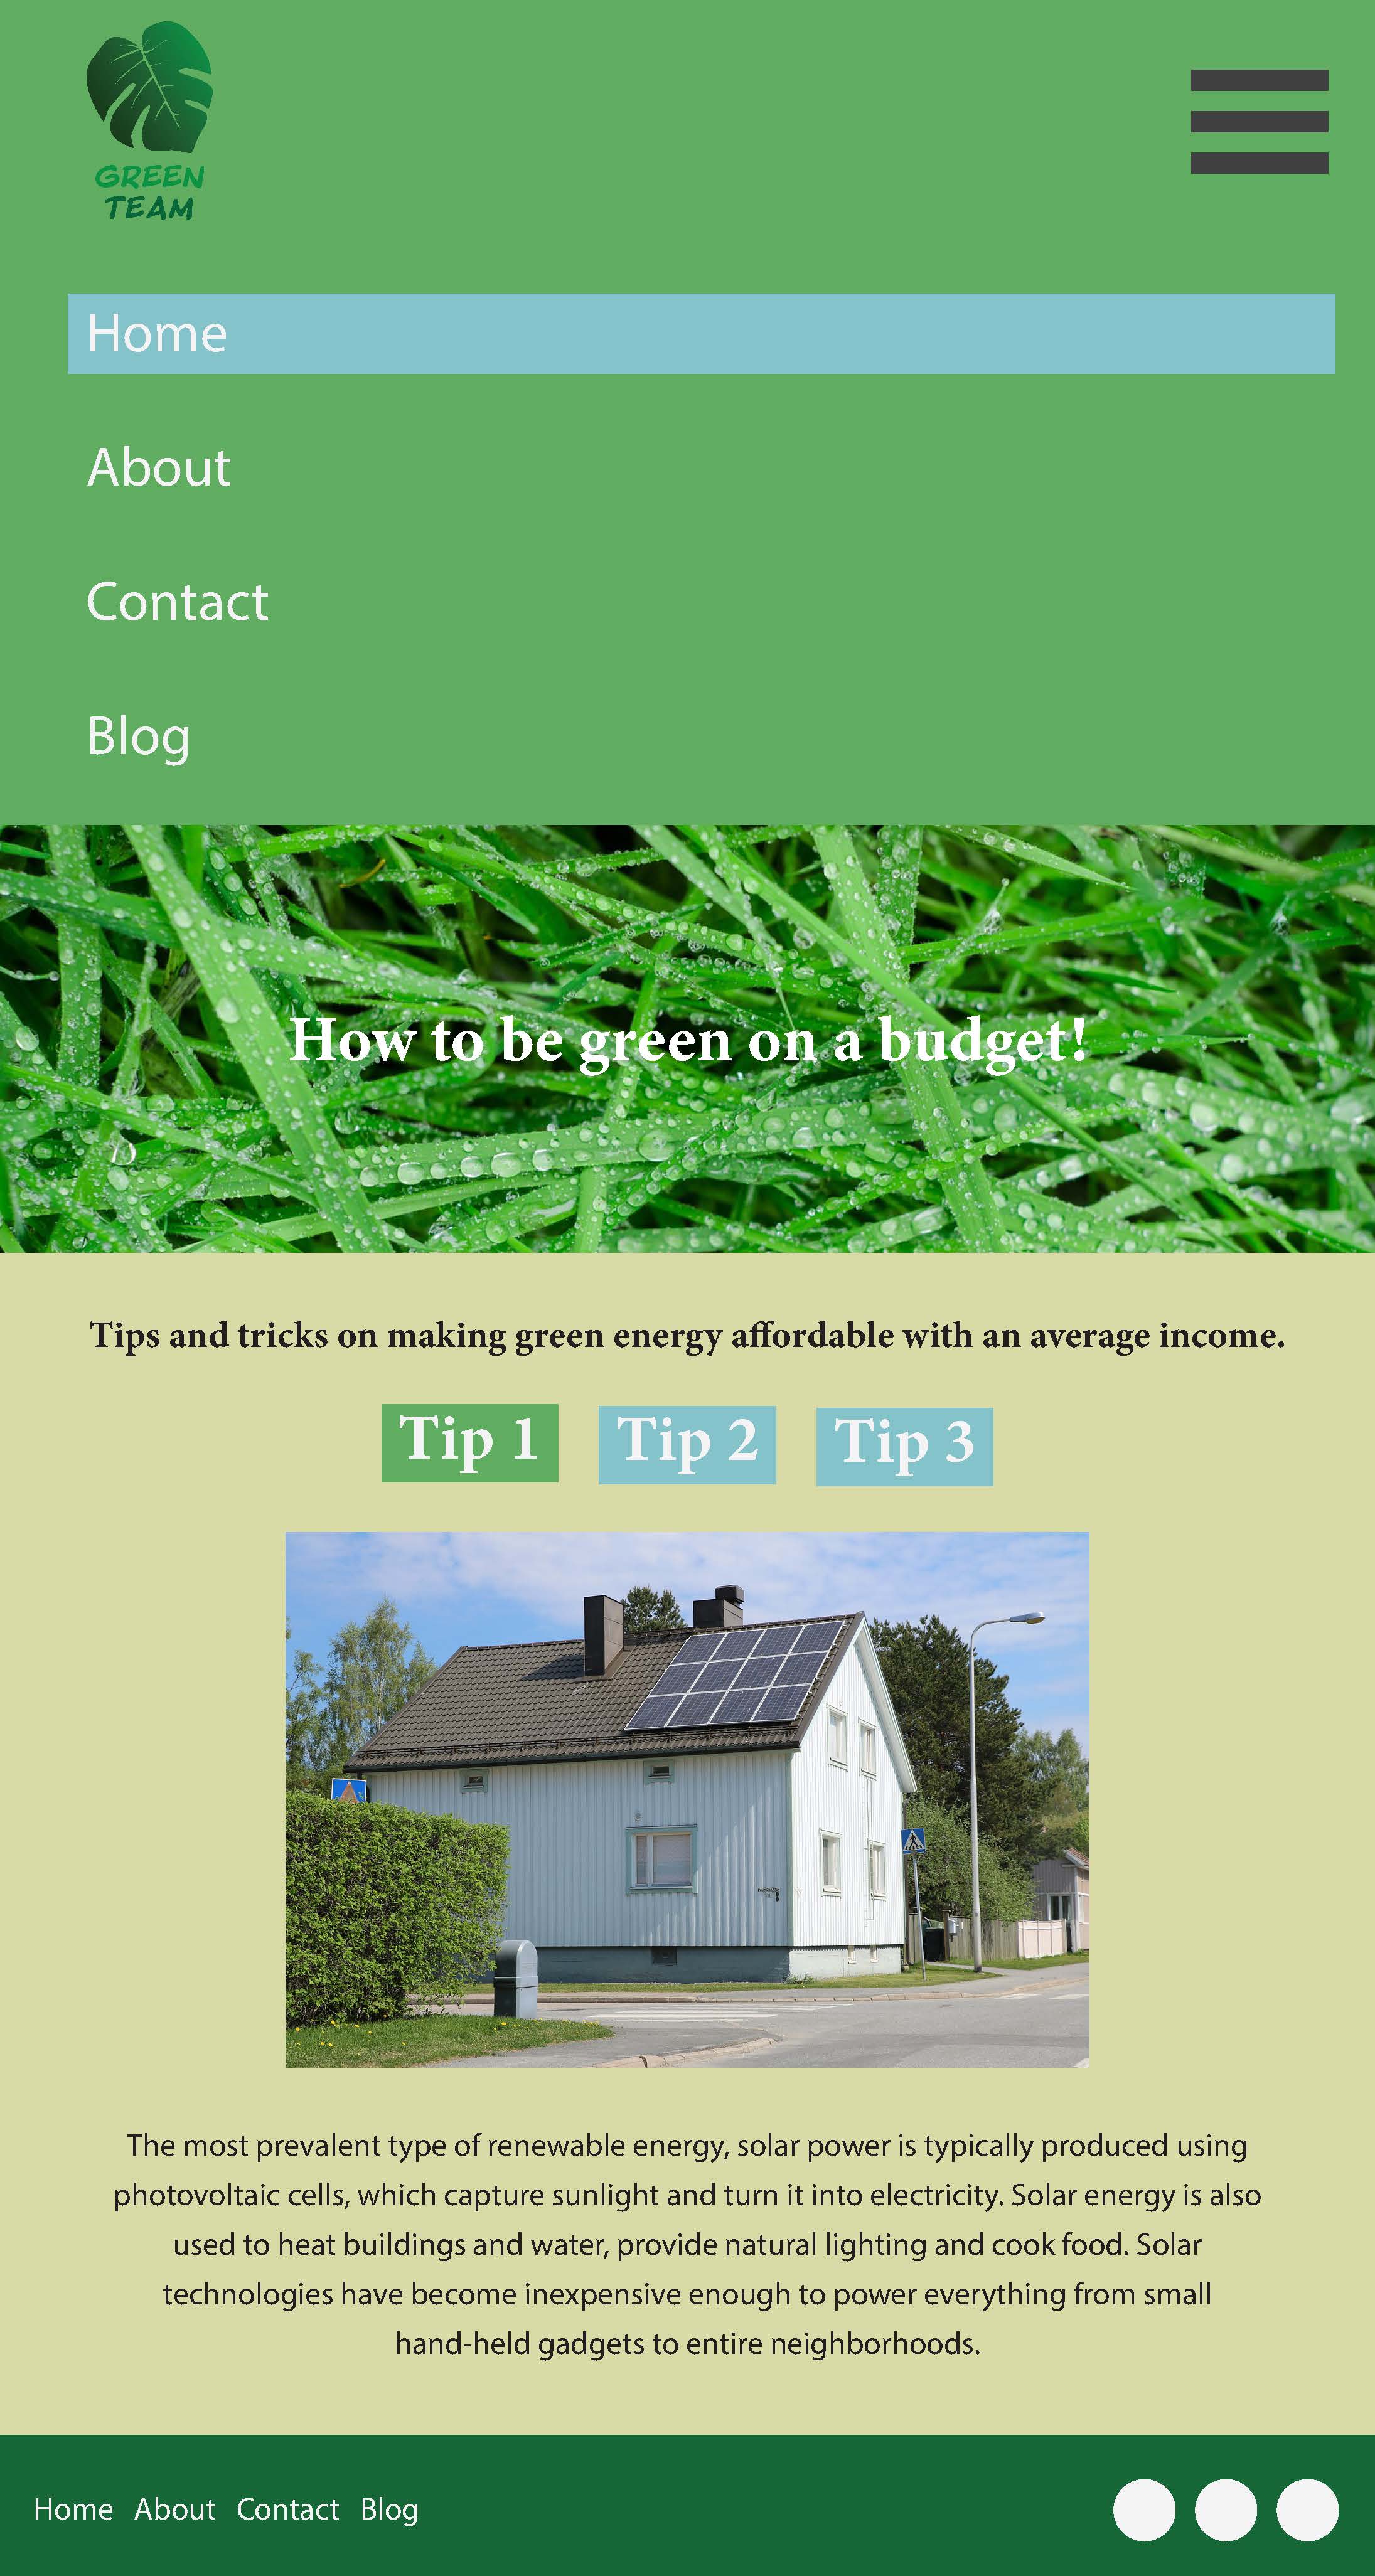 GREEN
TEAM
Home
About
Contact
Blog
How to be green on a budget!
Tips and tricks on making green energy affordable with an average income.
Tip 1 Tip 2 Tip 3
The most prevalent type of renewable energy, solar power is typically produced using
photovoltaic cells, which capture sunlight and turn it into electricity. Solar energy is also
used to heat buildings and water, provide natural lighting and cook food. Solar
technologies have become inexpensive enough to power everything from small
hand-held gadgets to entire neighborhoods.
Home About Contact Blog